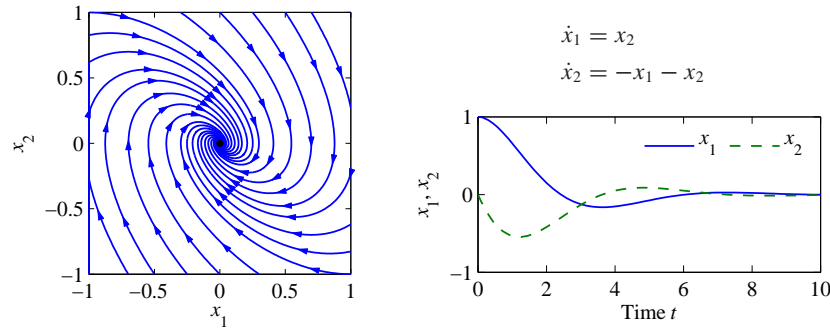 1
0.5
0
−0.5
−1
−1 −0.5 0 0.5 1
x₁
x₂
ẋ₁ = x₂
ẋ₂ = −x₁ − x₂
1
0
−1
0 2 4 6 8 10
x₁, x₂
Time t
x₁ x₂